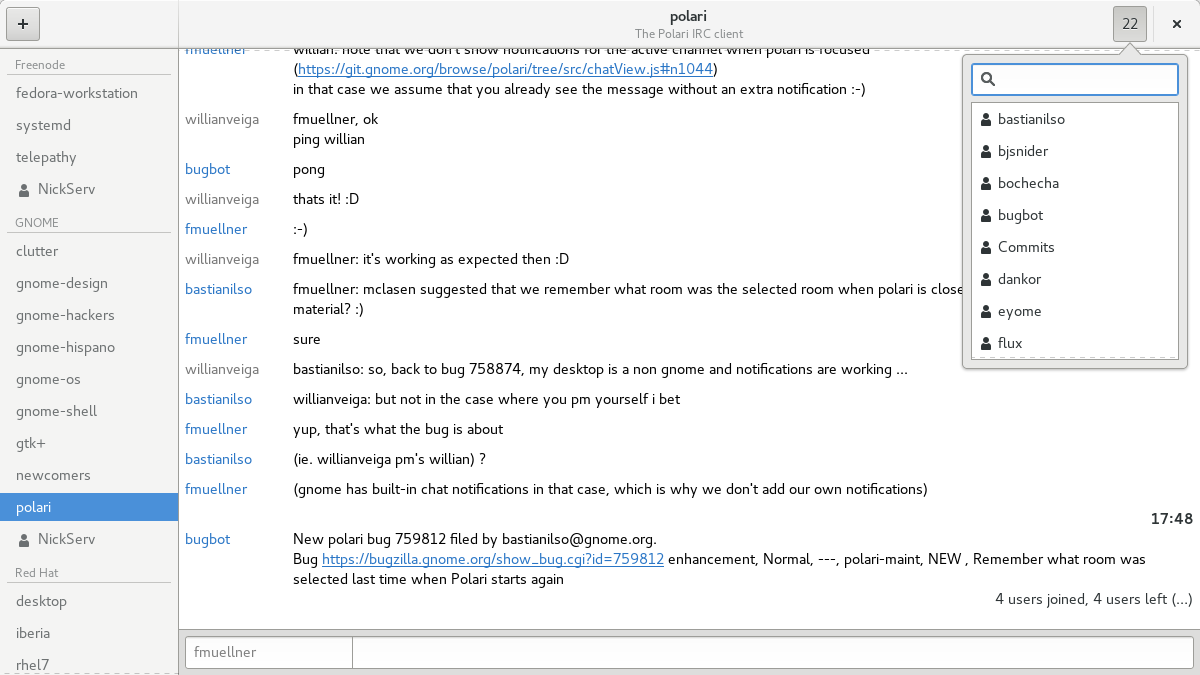 +
polari
The Polari IRC client
22
×
Freenode
fedora-workstation
systemd
telepathy
NickServ
GNOME
clutter
gnome-design
gnome-hackers
gnome-hispano
gnome-os
gnome-shell
gtk+
newcomers
polari
NickServ
Red Hat
desktop
iberia
rhel7
fmuellner willian: note that we don't show notifications for the active channel when polari is focused
(https://git.gnome.org/browse/polari/tree/src/chatView.js#n1044)
in that case we assume that you already see the message without an extra notification :-)
willianveiga fmuellner, ok
ping willian
bugbot pong
willianveiga thats it! :D
fmuellner :-)
willianveiga fmuellner: it's working as expected then :D
bastianilso fmuellner: mclasen suggested that we remember what room was the selected room when polari is close
material? :)
fmuellner sure
willianveiga bastianilso: so, back to bug 758874, my desktop is a non gnome and notifications are working ...
bastianilso willianveiga: but not in the case where you pm yourself i bet
fmuellner yup, that's what the bug is about
bastianilso (ie. willianveiga pm's willian) ?
fmuellner (gnome has built-in chat notifications in that case, which is why we don't add our own notifications)
17:48
bugbot New polari bug 759812 filed by bastianilso@gnome.org.
Bug https://bugzilla.gnome.org/show_bug.cgi?id=759812 enhancement, Normal, ---, polari-maint, NEW , Remember what room was
selected last time when Polari starts again
4 users joined, 4 users left (...)
fmuellner
bastianilso
bjsnider
bochecha
bugbot
Commits
dankor
eyome
flux